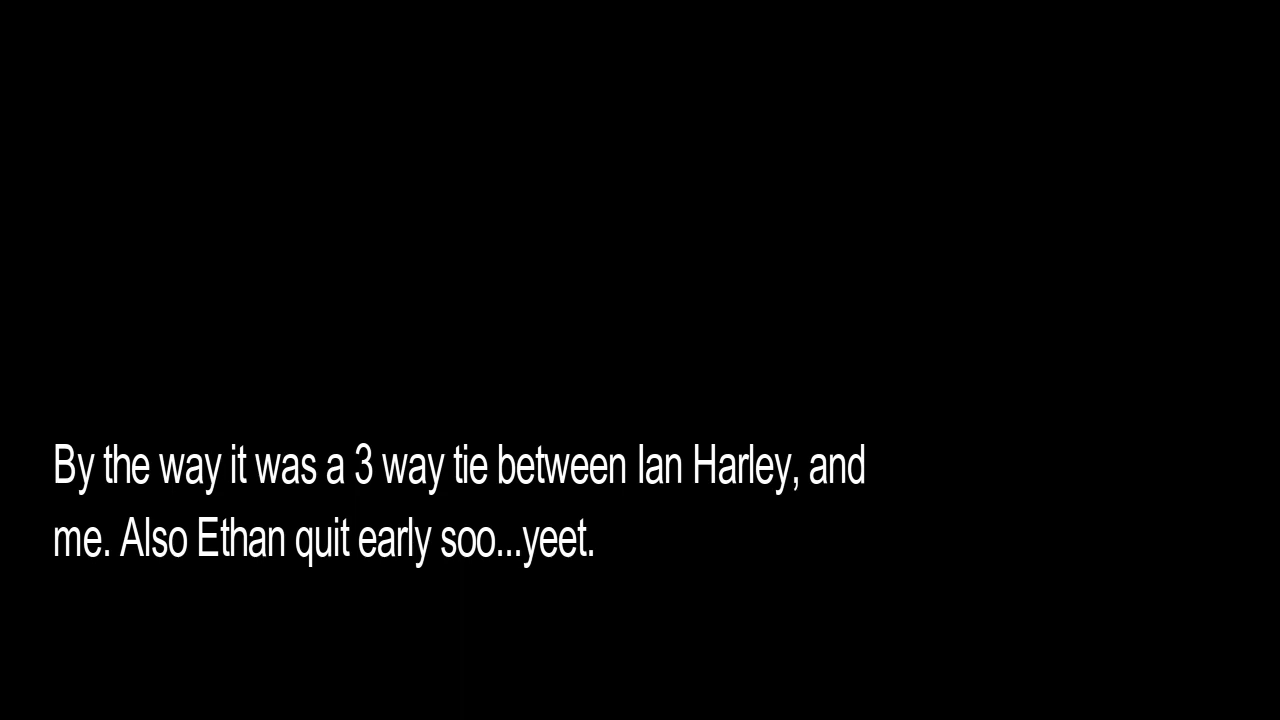 By the way it was a 3 way tie between Ian Harley, and
me. Also Ethan quit early soo...yeet.